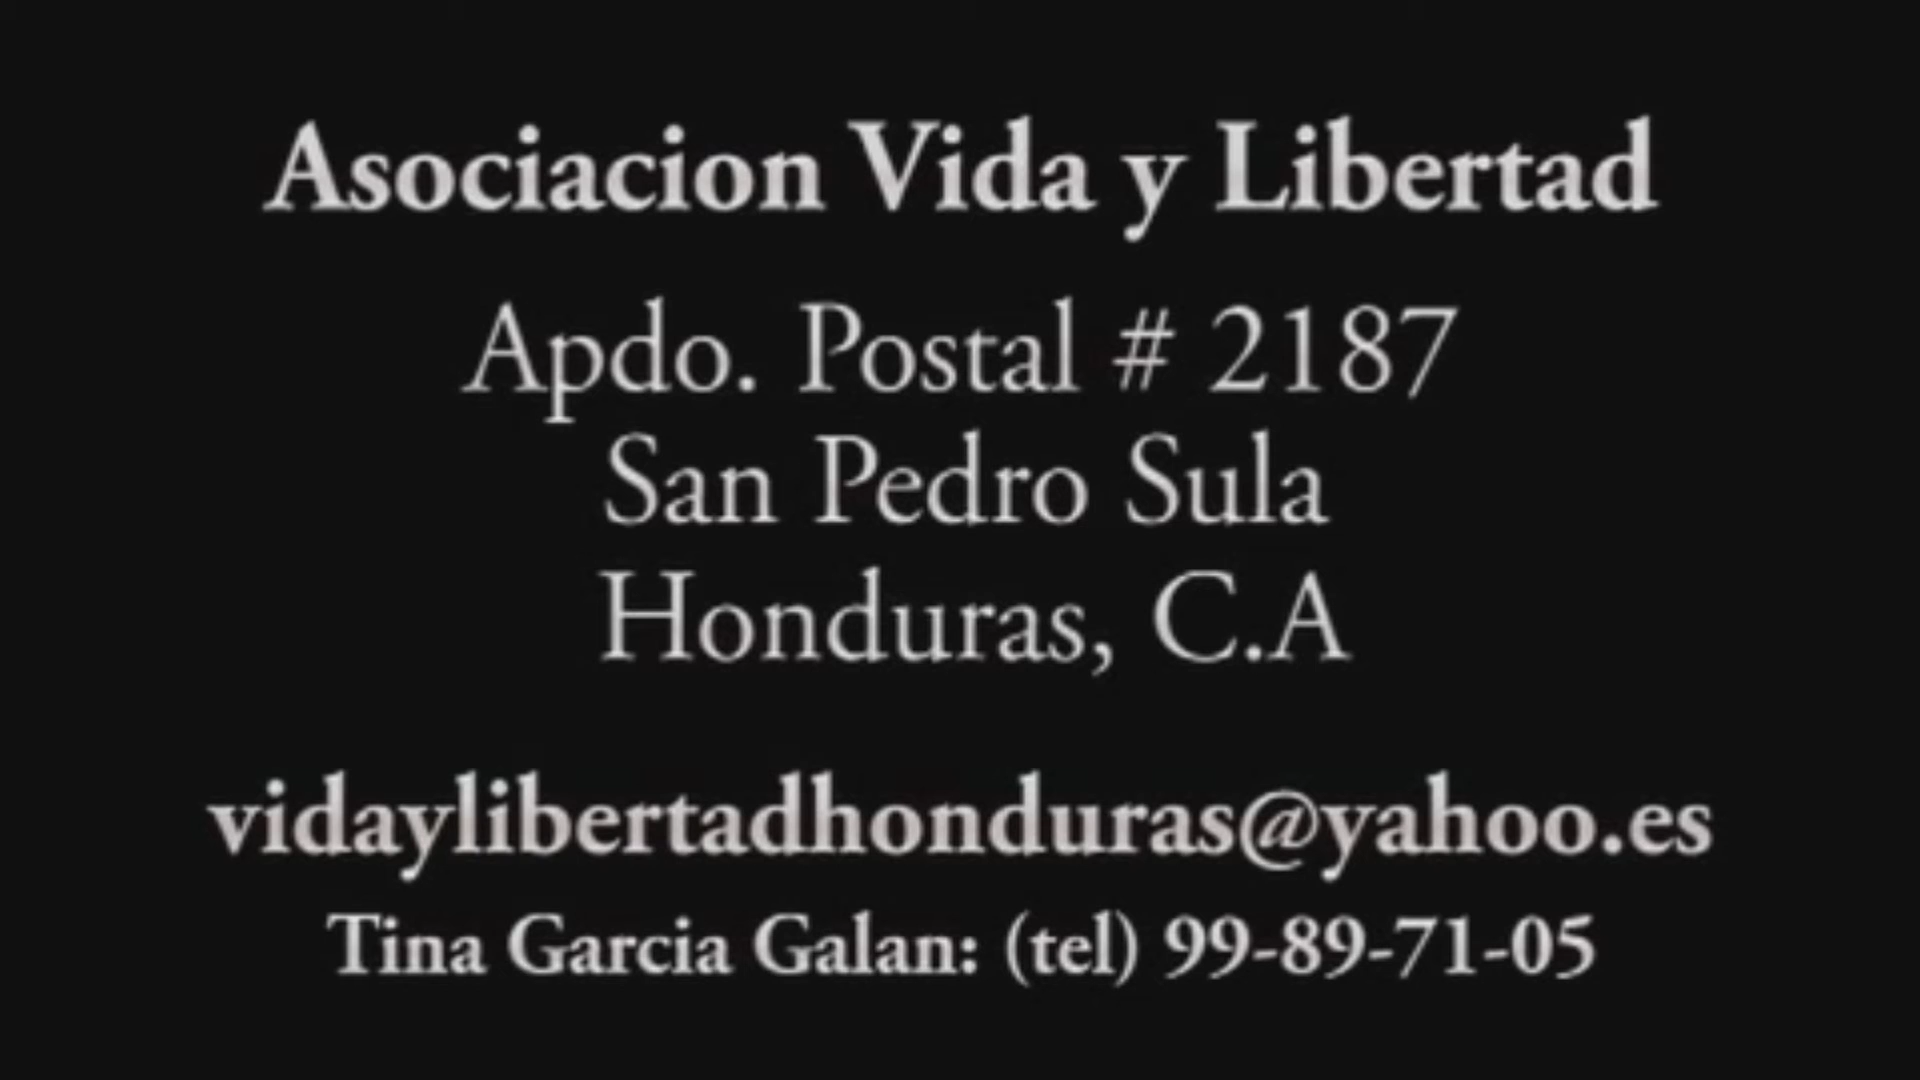 Asociacion Vida y Libertad
Apdo. Postal # 2187
San Pedro Sula
Honduras, C.A
vidaylibertadhonduras@yahoo.es
Tina Garcia Galan: (tel) 99-89-71-05